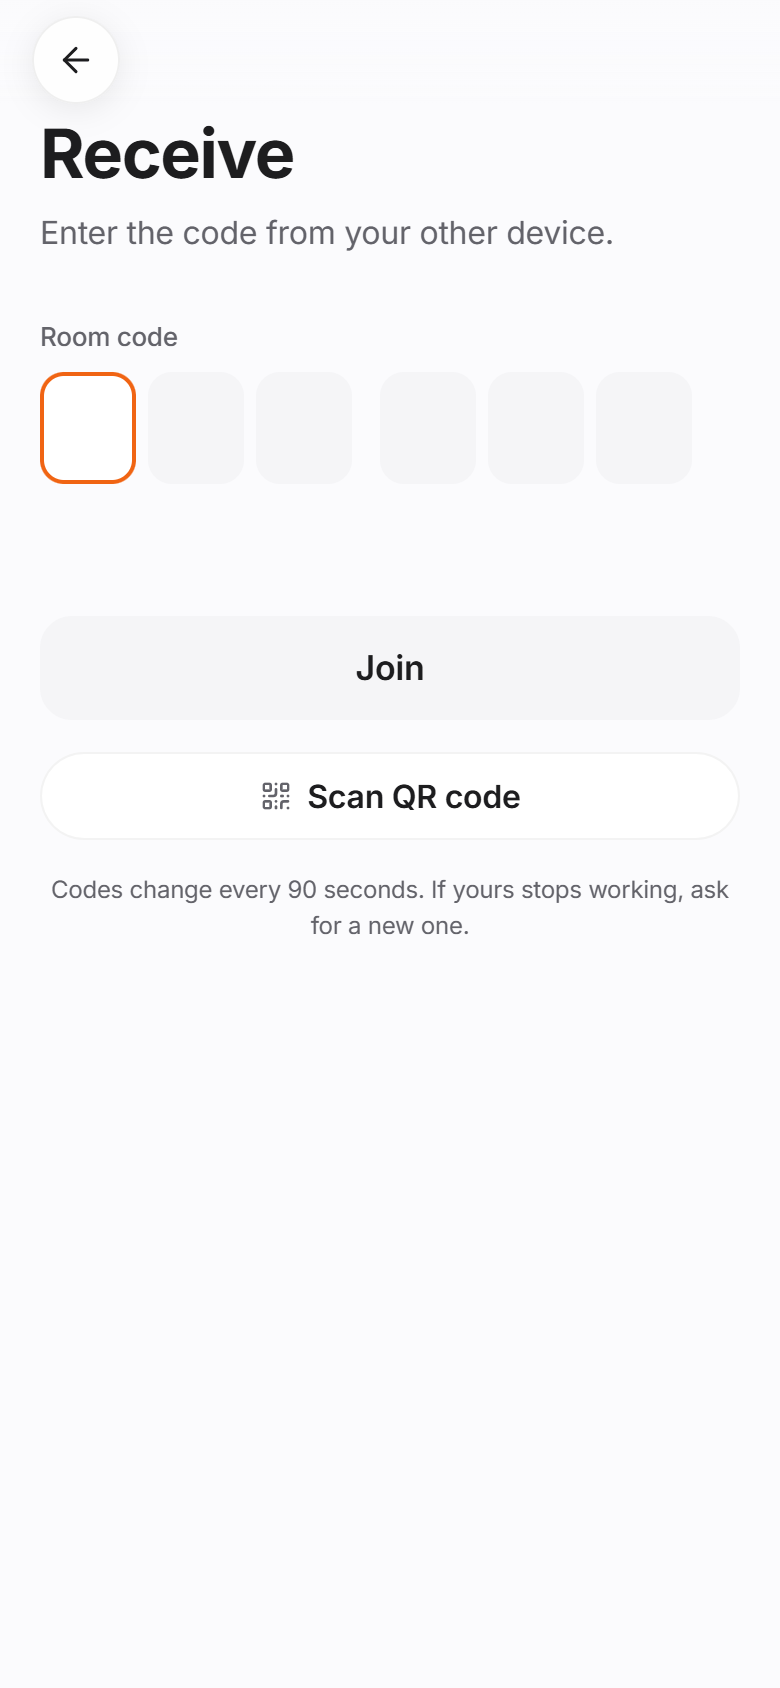 Receive
Enter the code from your other device.
Room code
Join
Scan QR code
Codes change every 90 seconds. If yours stops working, ask
for a new one.